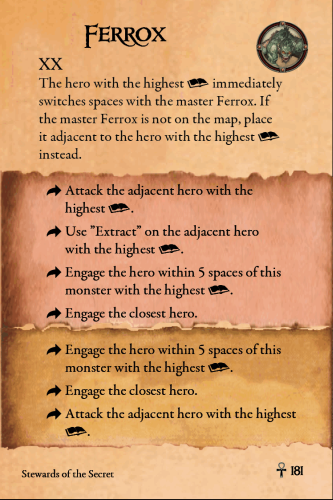 FERROX
XX
The hero with the highest immediately
switches spaces with the master Ferrox. If
the master Ferrox is not on the map, place
it adjacent to the hero with the highest
instead.
Attack the adjacent hero with the
highest .
Use "Extract" on the adjacent hero
with the highest .
Engage the hero within 5 spaces of this
monster with the highest .
Engage the closest hero.
Engage the hero within 5 spaces of this
monster with the highest .
Engage the closest hero.
Attack the adjacent hero with the highest
.
Stewards of the Secret
181